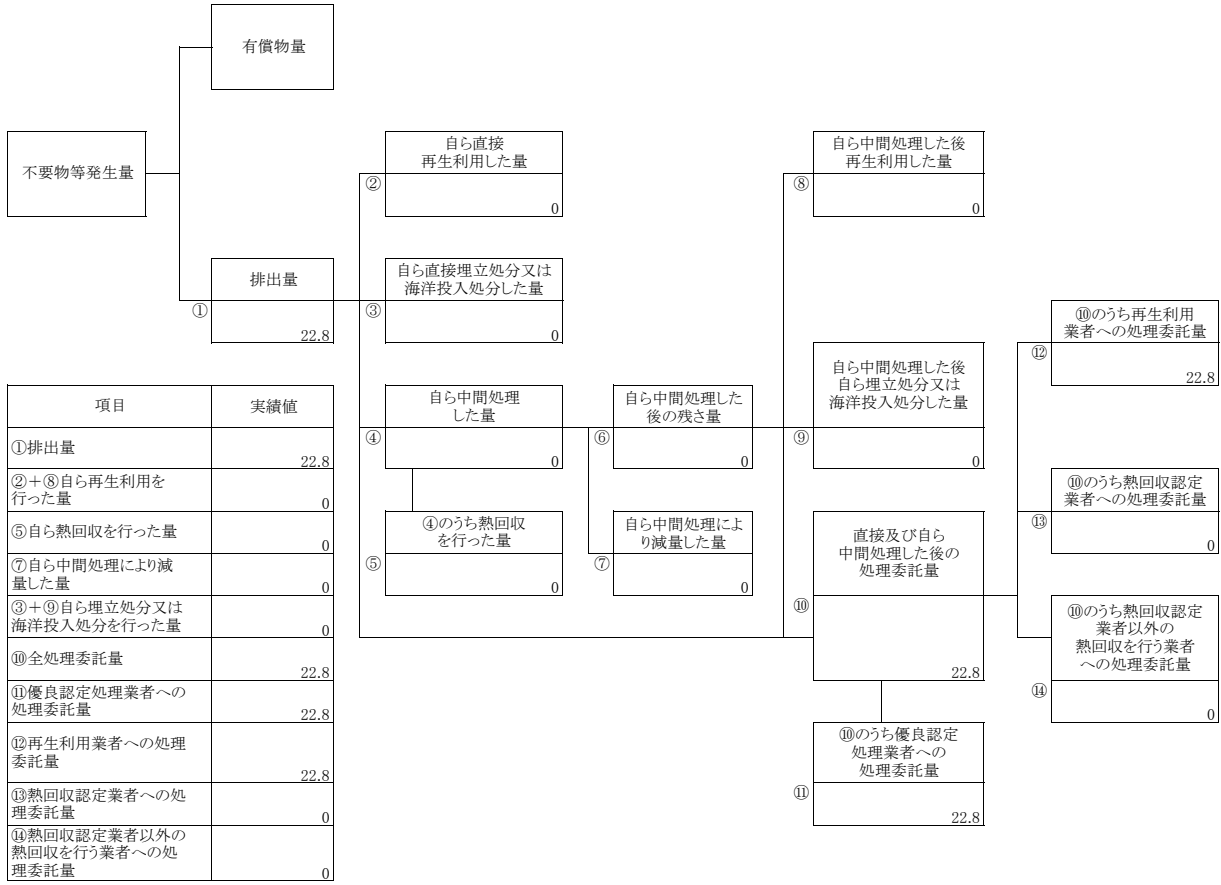 有償物量
不要物等発生量
自ら直接
再生利用した量
②
0
自ら中間処理した後
再生利用した量
⑧
0
排出量
①
22.8
自ら直接埋立処分又は
海洋投入処分した量
③
0
⑩のうち再生利用
業者への処理委託量
⑫
22.8
自ら中間処理
した量
④
0
自ら中間処理した
後の残さ量
⑥
0
自ら中間処理した後
自ら埋立処分又は
海洋投入処分した量
⑨
0
⑩のうち熱回収認定
業者への処理委託量
⑬
0
④のうち熱回収
を行った量
⑤
0
自ら中間処理によ
り減量した量
⑦
0
直接及び自ら
中間処理した後の
処理委託量
⑩
22.8
⑩のうち熱回収認定
業者以外の
熱回収を行う業者
への処理委託量
⑭
0
⑩のうち優良認定
処理業者への
処理委託量
⑪
22.8
項目 実績値
①排出量
22.8
②+⑧自ら再生利用を
行った量
0
⑤自ら熱回収を行った量
0
⑦自ら中間処理により減
量した量
0
③+⑨自ら埋立処分又は
海洋投入処分を行った量
0
⑩全処理委託量
22.8
⑪優良認定処理業者への
処理委託量
22.8
⑫再生利用業者への処理
委託量
22.8
⑬熱回収認定業者への処
理委託量
0
⑭熱回収認定業者以外の
熱回収を行う業者への処
理委託量
0